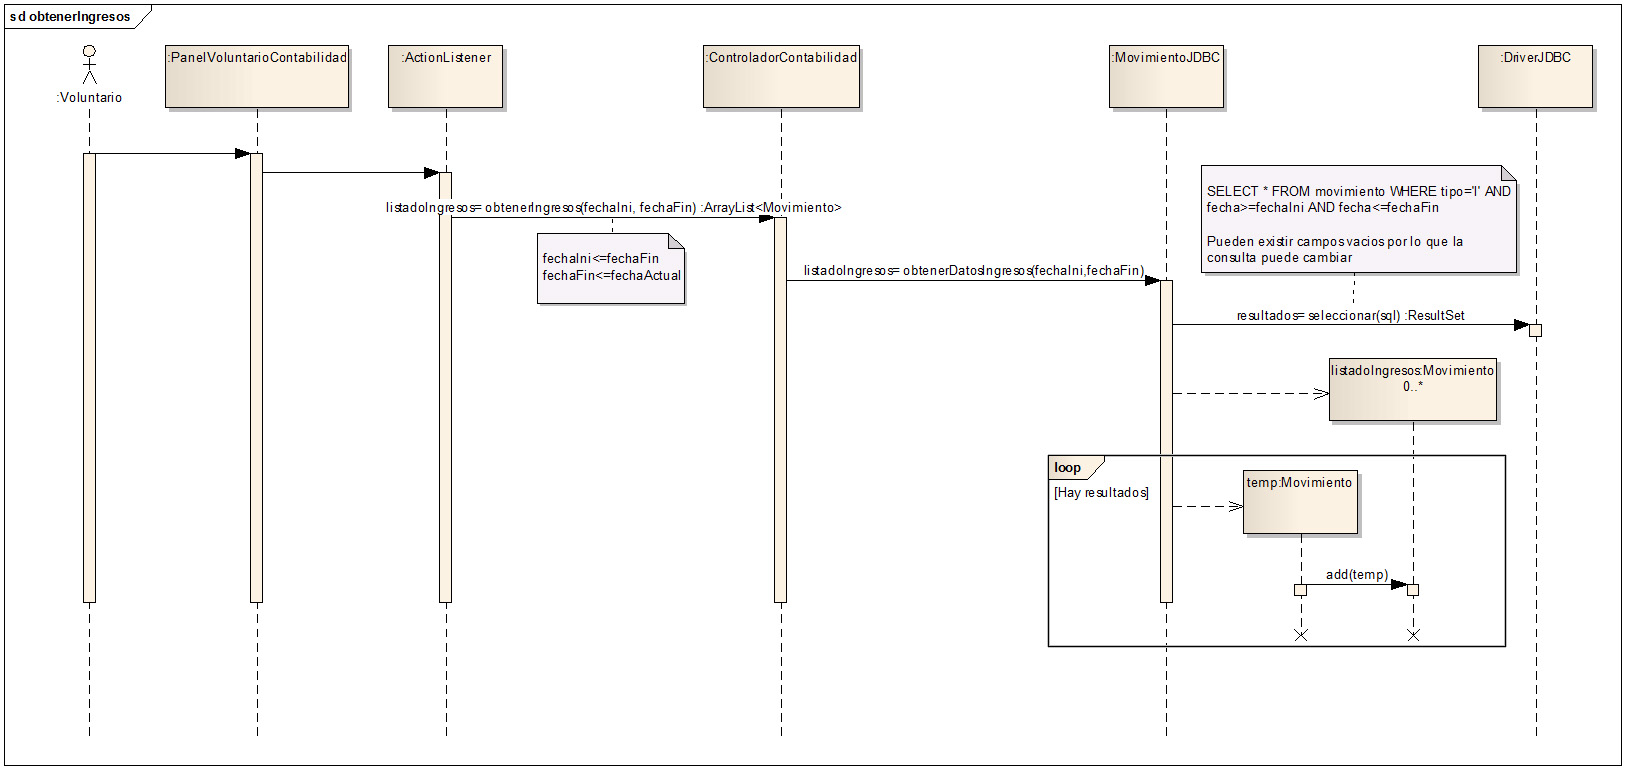 sd obtenerIngresos
:Voluntario
:PanelVoluntarioContabilidad
:ActionListener
:ControladorContabilidad
:MovimientoJDBC
:DriverJDBC
SELECT * FROM movimiento WHERE tipo='I' AND
fecha>=fechaIni AND fecha<=fechaFin
Pueden existir campos vacios por lo que la
consulta puede cambiar
listadoIngresos= obtenerIngresos(fechaIni, fechaFin) :ArrayList<Movimiento>
fechaIni<=fechaFin
fechaFin<=fechaActual
listadoIngresos= obtenerDatosIngresos(fechaIni,fechaFin)
resultados= seleccionar(sql) :ResultSet
listadoIngresos:Movimiento
0..*
loop
[Hay resultados]
temp:Movimiento
add(temp)